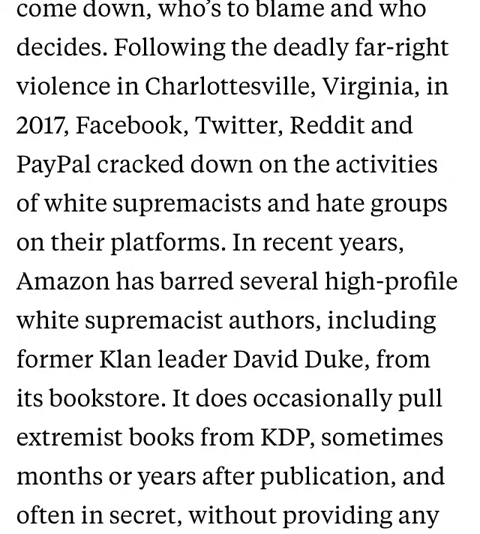 come down, who's to blame and who
decides. Following the deadly far-right
violence in Charlottesville, Virginia, in
2017, Facebook, Twitter, Reddit and
PayPal cracked down on the activities
of white supremacists and hate groups
on their platforms. In recent years,
Amazon has barred several high-profile
white supremacist authors, including
former Klan leader David Duke, from
its bookstore. It does occasionally pull
extremist books from KDP, sometimes
months or years after publication, and
often in secret, without providing any